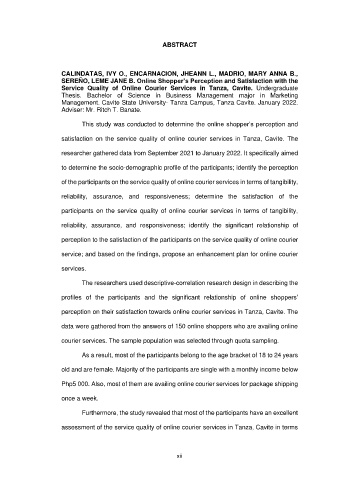 ABSTRACT
CALINDATAS, IVY O., ENCARNACION, JHEANN L., MADRIO, MARY ANNA B.,
SEREÑO, LEME JANE B. Online Shopper's Perception and Satisfaction with the
Service Quality of Online Courier Services in Tanza, Cavite. Undergraduate
Thesis. Bachelor of Science in Business Management major in Marketing
Management. Cavite State University- Tanza Campus, Tanza Cavite. January 2022.
Adviser: Mr. Ritch T. Banate.
This study was conducted to determine the online shopper's perception and
satisfaction on the service quality of online courier services in Tanza, Cavite. The
researcher gathered data from September 2021 to January 2022. It specifically aimed
to determine the socio-demographic profile of the participants; identify the perception
of the participants on the service quality of online courier services in terms of tangibility,
reliability, assurance, and responsiveness; determine the satisfaction of the
participants on the service quality of online courier services in terms of tangibility,
reliability, assurance, and responsiveness; identify the significant relationship of
perception to the satisfaction of the participants on the service quality of online courier
service; and based on the findings, propose an enhancement plan for online courier
services.
The researchers used descriptive-correlation research design in describing the
profiles of the participants and the significant relationship of online shoppers'
perception on their satisfaction towards online courier services in Tanza, Cavite. The
data were gathered from the answers of 150 online shoppers who are availing online
courier services. The sample population was selected through quota sampling.
As a result, most of the participants belong to the age bracket of 18 to 24 years
old and are female. Majority of the participants are single with a monthly income below
Php5 000. Also, most of them are availing online courier services for package shipping
once a week.
Furthermore, the study revealed that most of the participants have an excellent
assessment of the service quality of online courier services in Tanza, Cavite in terms
xii